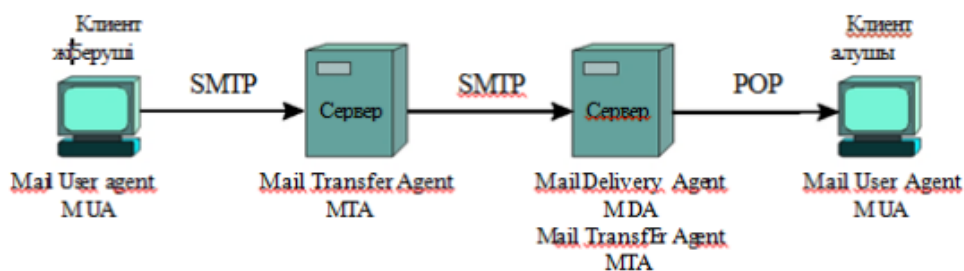 Клиент
жіберуші
Клиент
алушы
SMTP
SMTP
POP
Сервер
Сервер
Mail User agent
MUA
Mail Transfer Agent
MTA
Mail Delivery Agent
MDA
Mail Transfer Agent
MTA
Mail User Agent
MUA